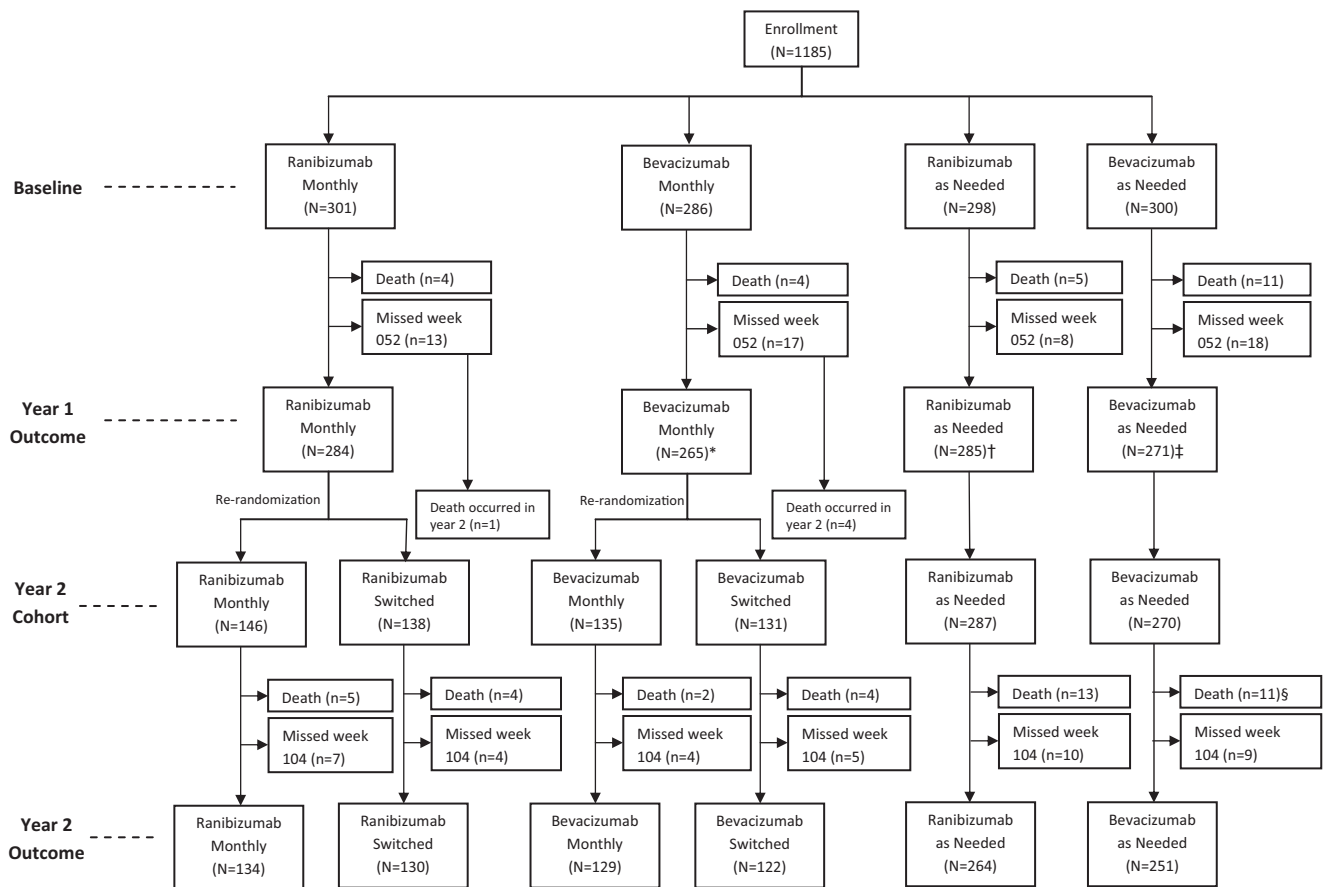 Enrollment
(N=1185)
Baseline
Ranibizumab
Monthly
(N=301)
Bevacizumab
Monthly
(N=286)
Ranibizumab
as Needed
(N=298)
Bevacizumab
as Needed
(N=300)
Death (n=4)
Missed week
052 (n=13)
Death (n=4)
Missed week
052 (n=17)
Death (n=5)
Missed week
052 (n=8)
Death (n=11)
Missed week
052 (n=18)
Year 1
Outcome
Ranibizumab
Monthly
(N=284)
Bevacizumab
Monthly
(N=265)*
Ranibizumab
as Needed
(N=285)†
Bevacizumab
as Needed
(N=271)‡
Re-randomization
Death occurred in
year 2 (n=1)
Re-randomization
Death occurred in
year 2 (n=4)
Year 2
Cohort
Ranibizumab
Monthly
(N=146)
Ranibizumab
Switched
(N=138)
Bevacizumab
Monthly
(N=135)
Bevacizumab
Switched
(N=131)
Ranibizumab
as Needed
(N=287)
Bevacizumab
as Needed
(N=270)
Death (n=5)
Missed week
104 (n=7)
Death (n=4)
Missed week
104 (n=4)
Death (n=2)
Missed week
104 (n=4)
Death (n=4)
Missed week
104 (n=5)
Death (n=13)
Missed week
104 (n=10)
Death (n=11)§
Missed week
104 (n=9)
Year 2
Outcome
Ranibizumab
Monthly
(N=134)
Ranibizumab
Switched
(N=130)
Bevacizumab
Monthly
(N=129)
Bevacizumab
Switched
(N=122)
Ranibizumab
as Needed
(N=264)
Bevacizumab
as Needed
(N=251)